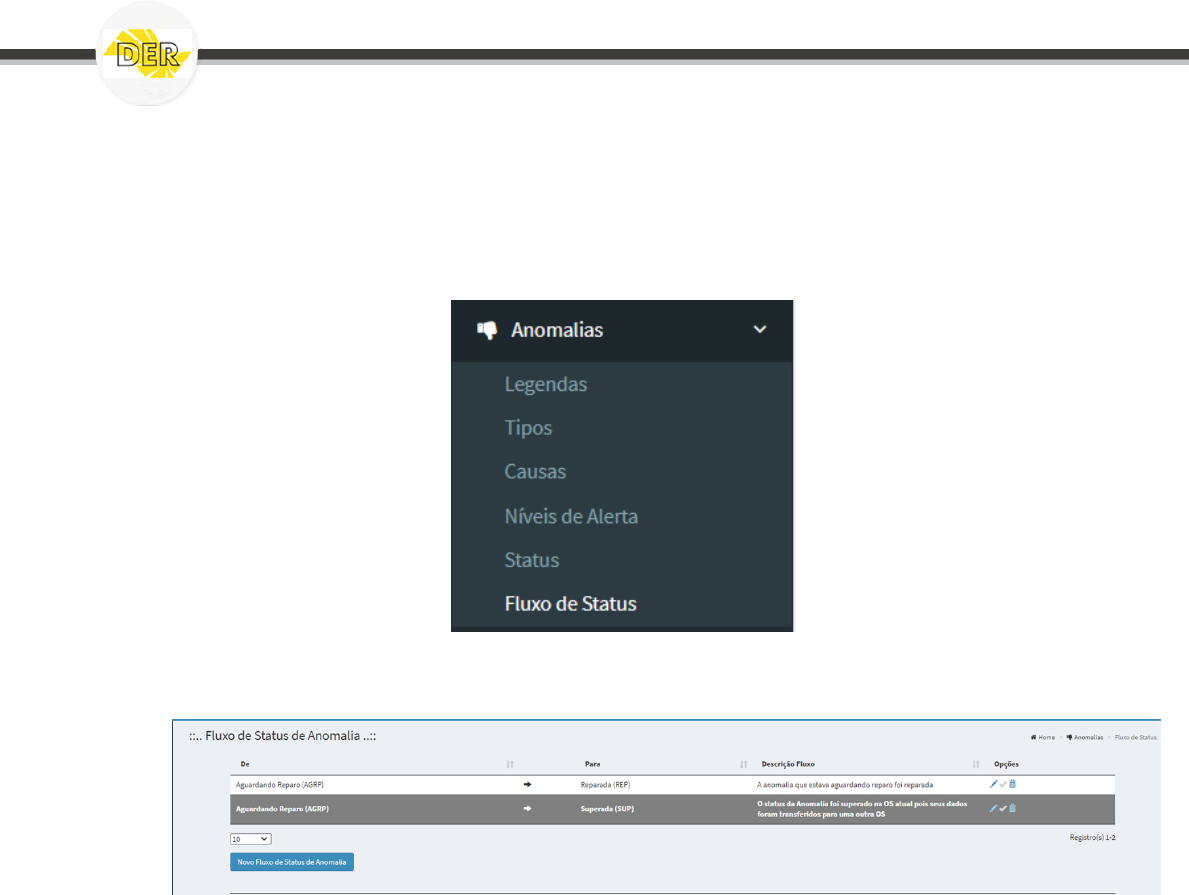 DER
Anomalias
Legendas
Tipos
Causas
Níveis de Alerta
Status
Fluxo de Status
::.. Fluxo de Status de Anomalia ..::
Home > Anomalias > Fluxo de Status
De Para Descrição Fluxo Opções
Aguardando Reparo (AGRP) Reparada (REP) A anomalia que estava aguardando reparo foi reparada
Aguardando Reparo (AGRP) Superada (SUP) O status da Anomalia foi superado na OS atual pois seus dados
foram transferidos para uma outra OS
10 Registro(s) 1-2
Novo Fluxo de Status de Anomalia